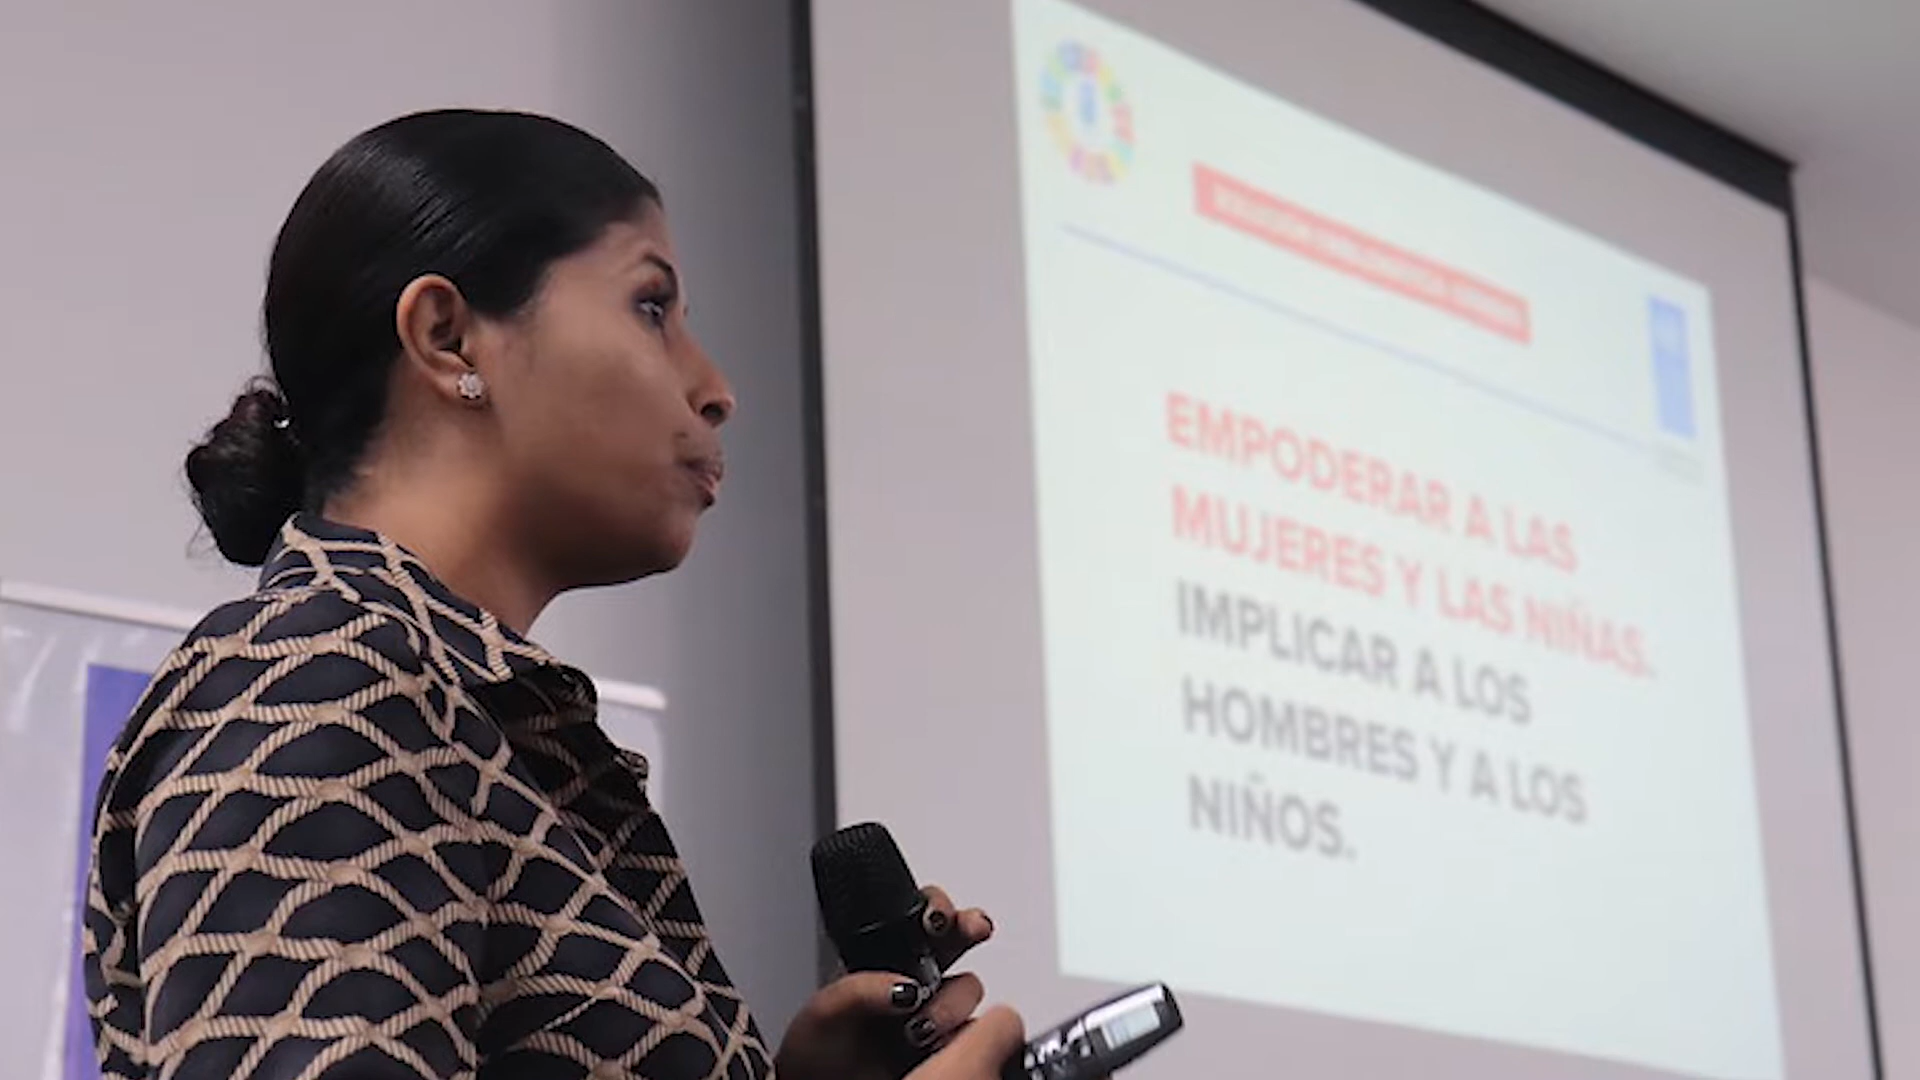 EMPODERAR A LAS
MUJERES Y LAS NIÑAS.
IMPLICAR A LOS
HOMBRES Y A LOS
NIÑOS.